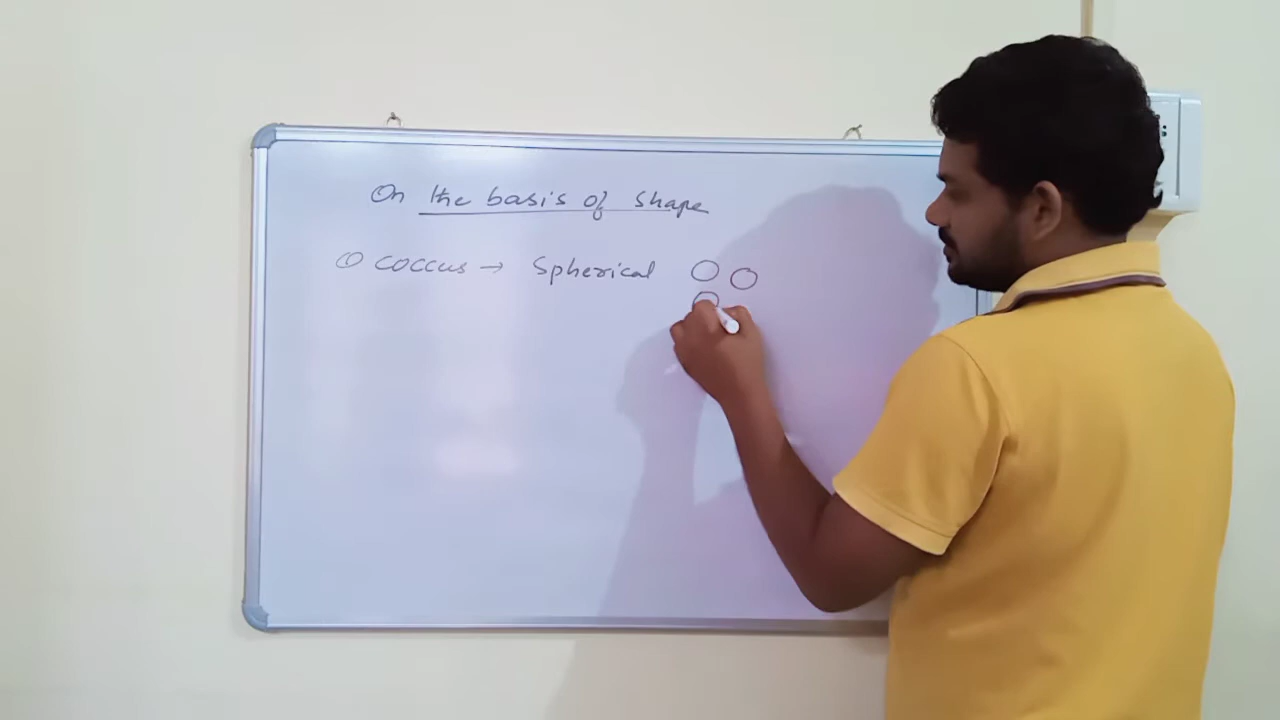 On the basis of shape
① coccus → Spherical